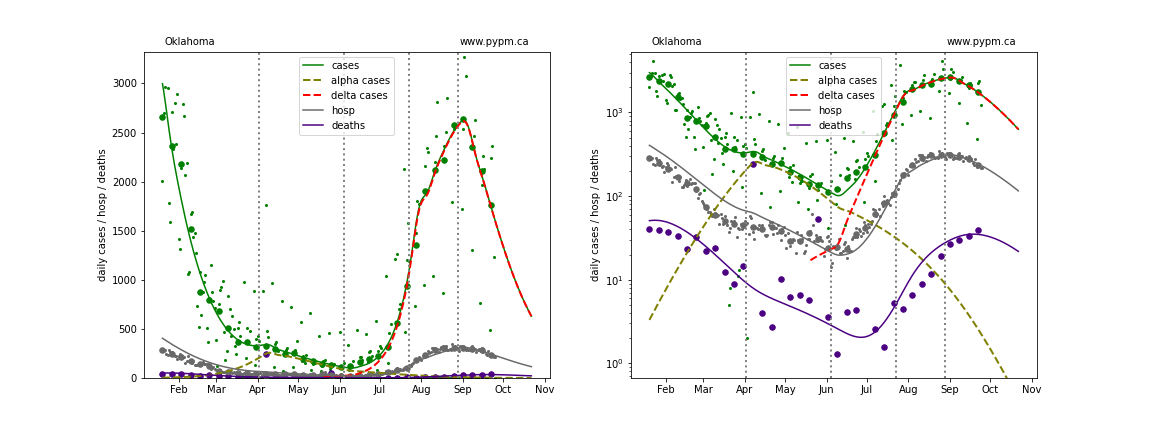 Oklahoma www.pypm.ca
cases
alpha cases
delta cases
hosp
deaths
daily cases / hosp / deaths
3000
2500
2000
1500
1000
500
0
Feb Mar Apr May Jun Jul Aug Sep Oct Nov
Oklahoma www.pypm.ca
cases
alpha cases
delta cases
hosp
deaths
daily cases / hosp / deaths
10³
10²
10¹
10⁰
Feb Mar Apr May Jun Jul Aug Sep Oct Nov